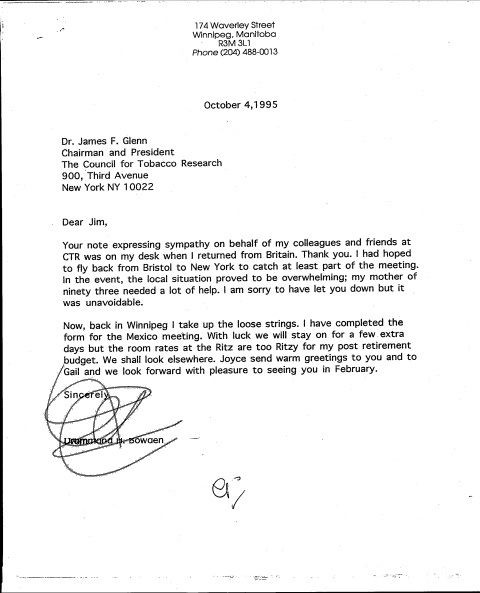 174 Waverley Street
Winnipeg, Manitoba
R3M 3L1
Phone (204) 488-0013
October 4,1995
Dr. James F. Glenn
Chairman and President
The Council for Tobacco Research
900, Third Avenue
New York NY 10022
Dear Jim,
Your note expressing sympathy on behalf of my colleagues and friends at
CTR was on my desk when I returned from Britain. Thank you. I had hoped
to fly back from Bristol to New York to catch at least part of the meeting.
In the event, the local situation proved to be overwhelming; my mother of
ninety three needed a lot of help. I am sorry to have let you down but it
was unavoidable.
Now, back in Winnipeg I take up the loose strings. I have completed the
form for the Mexico meeting. With luck we will stay on for a few extra
days but the room rates at the Ritz are too Ritzy for my post retirement
budget. We shall look elsewhere. Joyce send warm greetings to you and to
Gail and we look forward with pleasure to seeing you in February.
Sincerely
Drummond H. Bowden